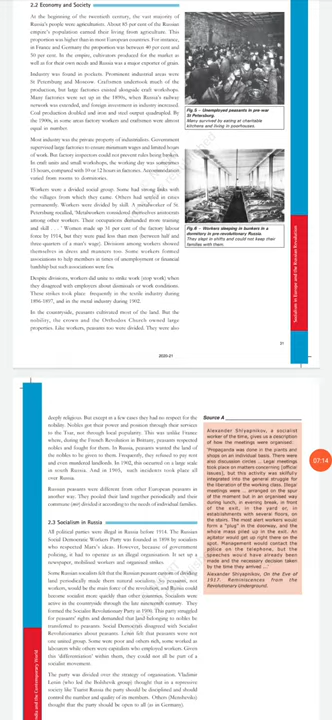 2.2 Economy and Society
At the beginning of the twentieth century, the vast majority of
Russia's people were agriculturists. About 85 per cent of the Russian
empire's population earned their living from agriculture. This
proportion was higher than in most European countries. For instance,
in France and Germany the proportion was between 40 per cent and
50 per cent. In the empire, cultivators produced for the market as
well as for their own needs and Russia was a major exporter of grain.
Industry was found in pockets. Prominent industrial areas were
St Petersburg and Moscow. Craftsmen undertook much of the
production, but large factories existed alongside craft workshops.
Many factories were set up in the 1890s, when Russia's railway
network was extended, and foreign investment in industry increased.
Coal production doubled and iron and steel output quadrupled. By
the 1900s, in some areas factory workers and craftsmen were almost
equal in number.
Most industry was the private property of industrialists. Government
supervised large factories to ensure minimum wages and limited hours
of work. But factory inspectors could not prevent rules being broken.
In craft units and small workshops, the working day was sometimes
15 hours, compared with 10 or 12 hours in factories. Accommodation
varied from rooms to dormitories.
Workers were a divided social group. Some had strong links with
the villages from which they came. Others had settled in cities
permanently. Workers were divided by skill. A metalworker of St.
Petersburg recalled, 'Metalworkers considered themselves aristocrats
among other workers. Their occupations demanded more training
and skill . . . ' Women made up 31 per cent of the factory labour
force by 1914, but they were paid less than men (between half and
three-quarters of a man's wage). Divisions among workers showed
themselves in dress and manners too. Some workers formed
associations to help members in times of unemployment or financial
hardship but such associations were few.
Despite divisions, workers did unite to strike work (stop work) when
they disagreed with employers about dismissals or work conditions.
These strikes took place frequently in the textile industry during
1896-1897, and in the metal industry during 1902.
In the countryside, peasants cultivated most of the land. But the
nobility, the crown and the Orthodox Church owned large
properties. Like workers, peasants too were divided. They were also
Fig 5 – Unemployed peasants in pre-war
St Petersburg.
Many survived by eating at charitable
kitchens and living in poorhouses.
Fig 6 – Workers sleeping in bunkers in a
dormitory in pre-revolutionary Russia.
They slept in shifts and could not keep their
families with them.
Socialism in Europe and the Russian Revolution
31
2020-21
deeply religious. But except in a few cases they had no respect for the
nobility. Nobles got their power and position through their services
to the Tsar, not through local popularity. This was unlike France
where, during the French Revolution in Brittany, peasants respected
nobles and fought for them. In Russia, peasants wanted the land of
the nobles to be given to them. Frequently, they refused to pay rent
and even murdered landlords. In 1902, this occurred on a large scale
in south Russia. And in 1905, such incidents took place all
over Russia.
Russian peasants were different from other European peasants in
another way. They pooled their land together periodically and their
commune (mir) divided it according to the needs of individual families.
2.3 Socialism in Russia
All political parties were illegal in Russia before 1914. The Russian
Social Democratic Workers Party was founded in 1898 by socialists
who respected Marx's ideas. However, because of government
policing, it had to operate as an illegal organisation. It set up a
newspaper, mobilised workers and organised strikes.
Some Russian socialists felt that the Russian peasant custom of dividing
land periodically made them natural socialists. So peasants, not
workers, would be the main force of the revolution, and Russia could
become socialist more quickly than other countries. Socialists were
active in the countryside through the late nineteenth century. They
formed the Socialist Revolutionary Party in 1900. This party struggled
for peasants' rights and demanded that land belonging to nobles be
transferred to peasants. Social Democrats disagreed with Socialist
Revolutionaries about peasants. Lenin felt that peasants were not
one united group. Some were poor and others rich, some worked as
labourers while others were capitalists who employed workers. Given
this 'differentiation' within them, they could not all be part of a
socialist movement.
The party was divided over the strategy of organisation. Vladimir
Lenin (who led the Bolshevik group) thought that in a repressive
society like Tsarist Russia the party should be disciplined and should
control the number and quality of its members. Others (Mensheviks)
thought that the party should be open to all (as in Germany).
Source A
Alexander Shlyapnikov, a socialist
worker of the time, gives us a description
of how the meetings were organised:
'Propaganda was done in the plants and
shops on an individual basis. There were
also discussion circles … Legal meetings
took place on matters concerning [official
issues], but this activity was skillfully
integrated into the general struggle for
the liberation of the working class. Illegal
meetings were … arranged on the spur
of the moment but in an organised way
during lunch, in evening break, in front
of the exit, in the yard or, in
establishments with several floors, on
the stairs. The most alert workers would
form a "plug" in the doorway, and the
whole mass piled up in the exit. An
agitator would get up right there on the
spot. Management would contact the
police on the telephone, but the
speeches would have already been
made and the necessary decision taken
by the time they arrived ...'
Alexander Shlyapnikov, On the Eve of
1917. Reminiscences from the
Revolutionary Underground.
57:14
India and the Contemporary World